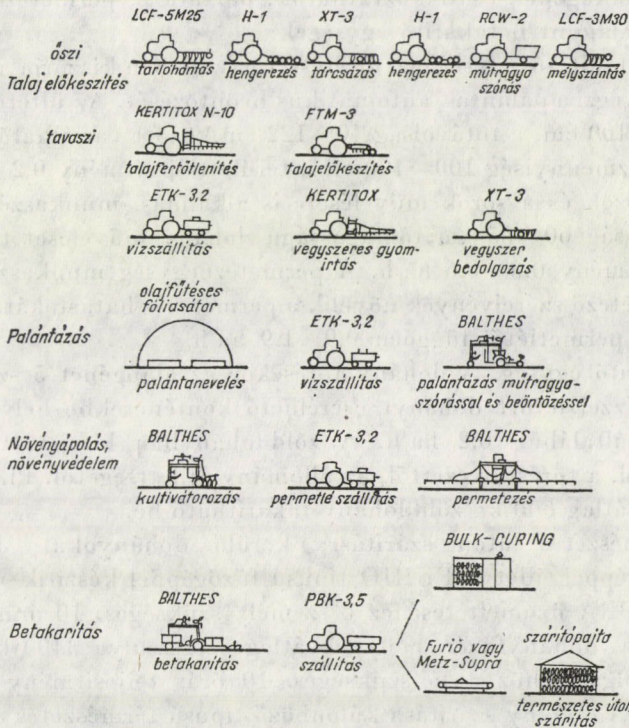 LCF-5M25 H-1 XT-3 H-1 RCW-2 LCF-3M30
őszi
Talajelőkészítés
tarlóhántás hengerezés tárcsázás hengerezés műtrágya mélyszántás
szórás
KERTITOX N-10 FTM-3
tavaszi
talajfertőtlenítés talajelőkészítés
ETK-3,2 KERTITOX XT-3
vízszállítás vegyszeres gyom- vegyszer
irtás bedolgozás
olajfűtéses
fóliasátor
ETK-3,2 BALTHES
Palántázás
palántanevelés vízszállítás palántázás műtrágya-
szórással és beöntözéssel
Növényápolás,
növényvédelem
BALTHES ETK-3,2 BALTHES
kultivátorozás permetlé szállítás permetezés
BULK-CURING
BALTHES PBK-3,5
Betakarítás
betakarítás szállítás
Furió vagy
Metz-Supra
szárítópajta
természetes úton
szárítás